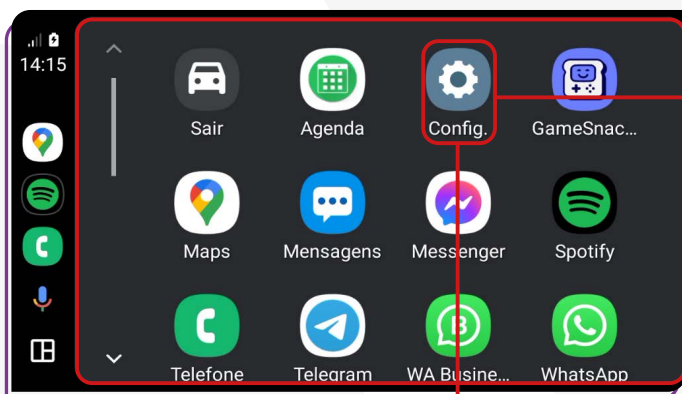 14:15
Sair Agenda Config. GameSnac...
Maps Mensagens Messenger Spotify
Telefone Telegram WA Busine... WhatsApp